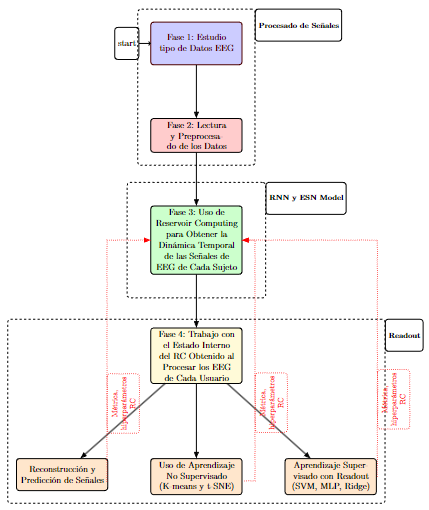 Procesado de Señales
start
Fase 1: Estudio
tipo de Datos EEG
Fase 2: Lectura
y Preprocesa-
do de los Datos
RNN y ESN Model
Fase 3: Uso de
Reservoir Computing
para Obtener la
Dinámica Temporal
de las Señales de
EEG de Cada Sujeto
Readout
Fase 4: Trabajo con
el Estado Interno
del RC Obtenido al
Procesar los EEG
de Cada Usuario
Métrica,
hiperparámetros
RC
Métrica,
hiperparámetros
RC
Métrica,
hiperparámetros
RC
Reconstrucción y
Predicción de Señales
Uso de Aprendizaje
No Supervisado
(K-means y t-SNE)
Aprendizaje Super-
visado con Readout
(SVM, MLP, Ridge)